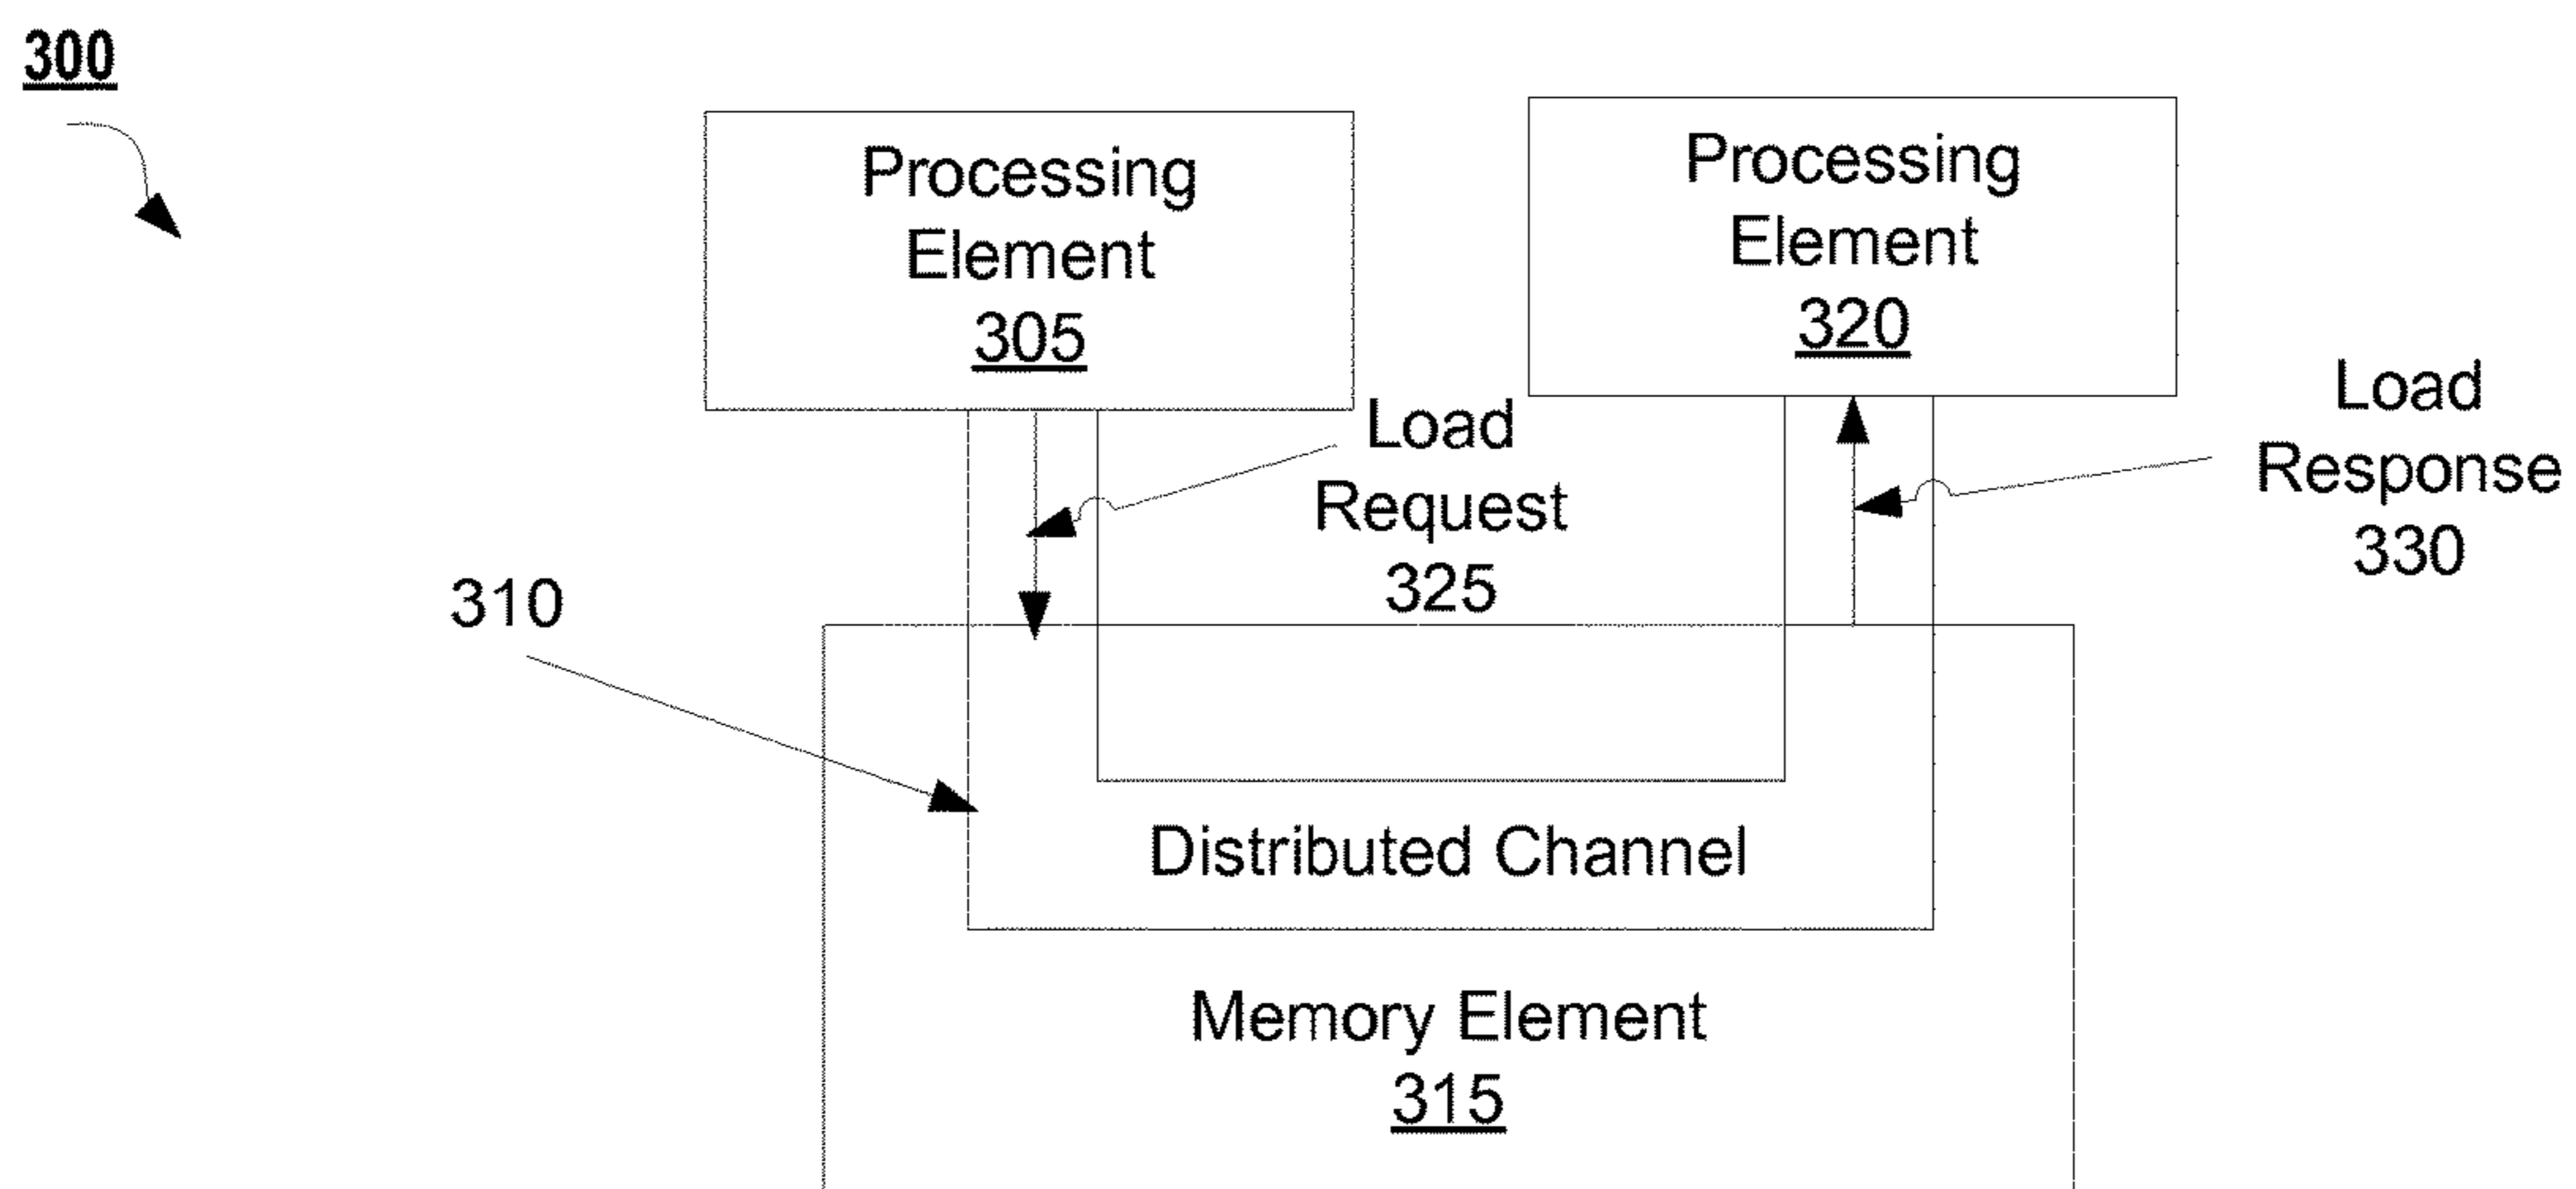 300
Processing
Element
305
Processing
Element
320
Load
Request
325
Load
Response
330
310
Distributed Channel
Memory Element
315